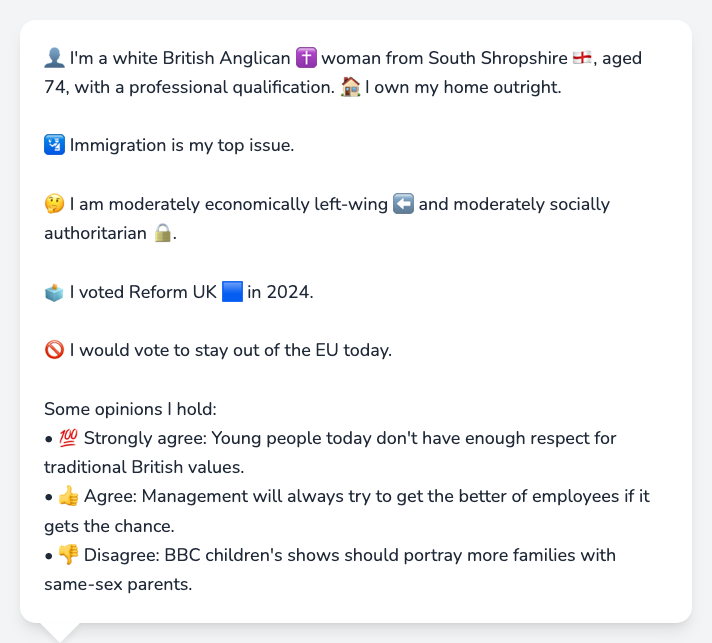 👤 I'm a white British Anglican ✝️ woman from South Shropshire 🏴󠁧󠁢󠁥󠁮󠁧󠁿, aged
74, with a professional qualification. 🏠 I own my home outright.
🛂 Immigration is my top issue.
🤔 I am moderately economically left-wing ⬅️ and moderately socially
authoritarian 🔒.
🗳️ I voted Reform UK 🟦 in 2024.
🚫 I would vote to stay out of the EU today.
Some opinions I hold:
• 💯 Strongly agree: Young people today don't have enough respect for
traditional British values.
• 👍 Agree: Management will always try to get the better of employees if it
gets the chance.
• 👎 Disagree: BBC children's shows should portray more families with
same-sex parents.